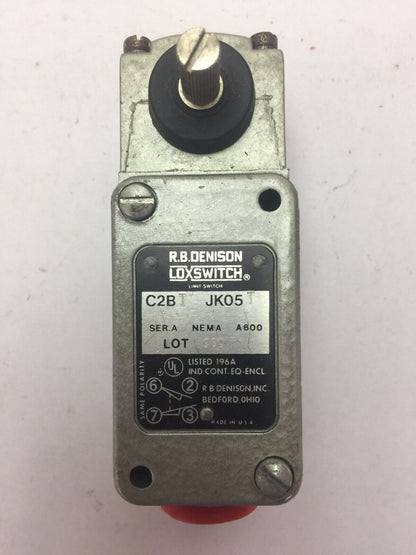 R.B.DENISON
LOXSWITCH
LIMIT SWITCH
C2B T JK05 T
SER.A NEMA A600
LOT
UL LISTED 196A
IND CONT. EQ-ENCL.
SAME POLARITY
6 2
7 3
R B DENISON, INC.
BEDFORD, OHIO
MADE IN U.S.A.